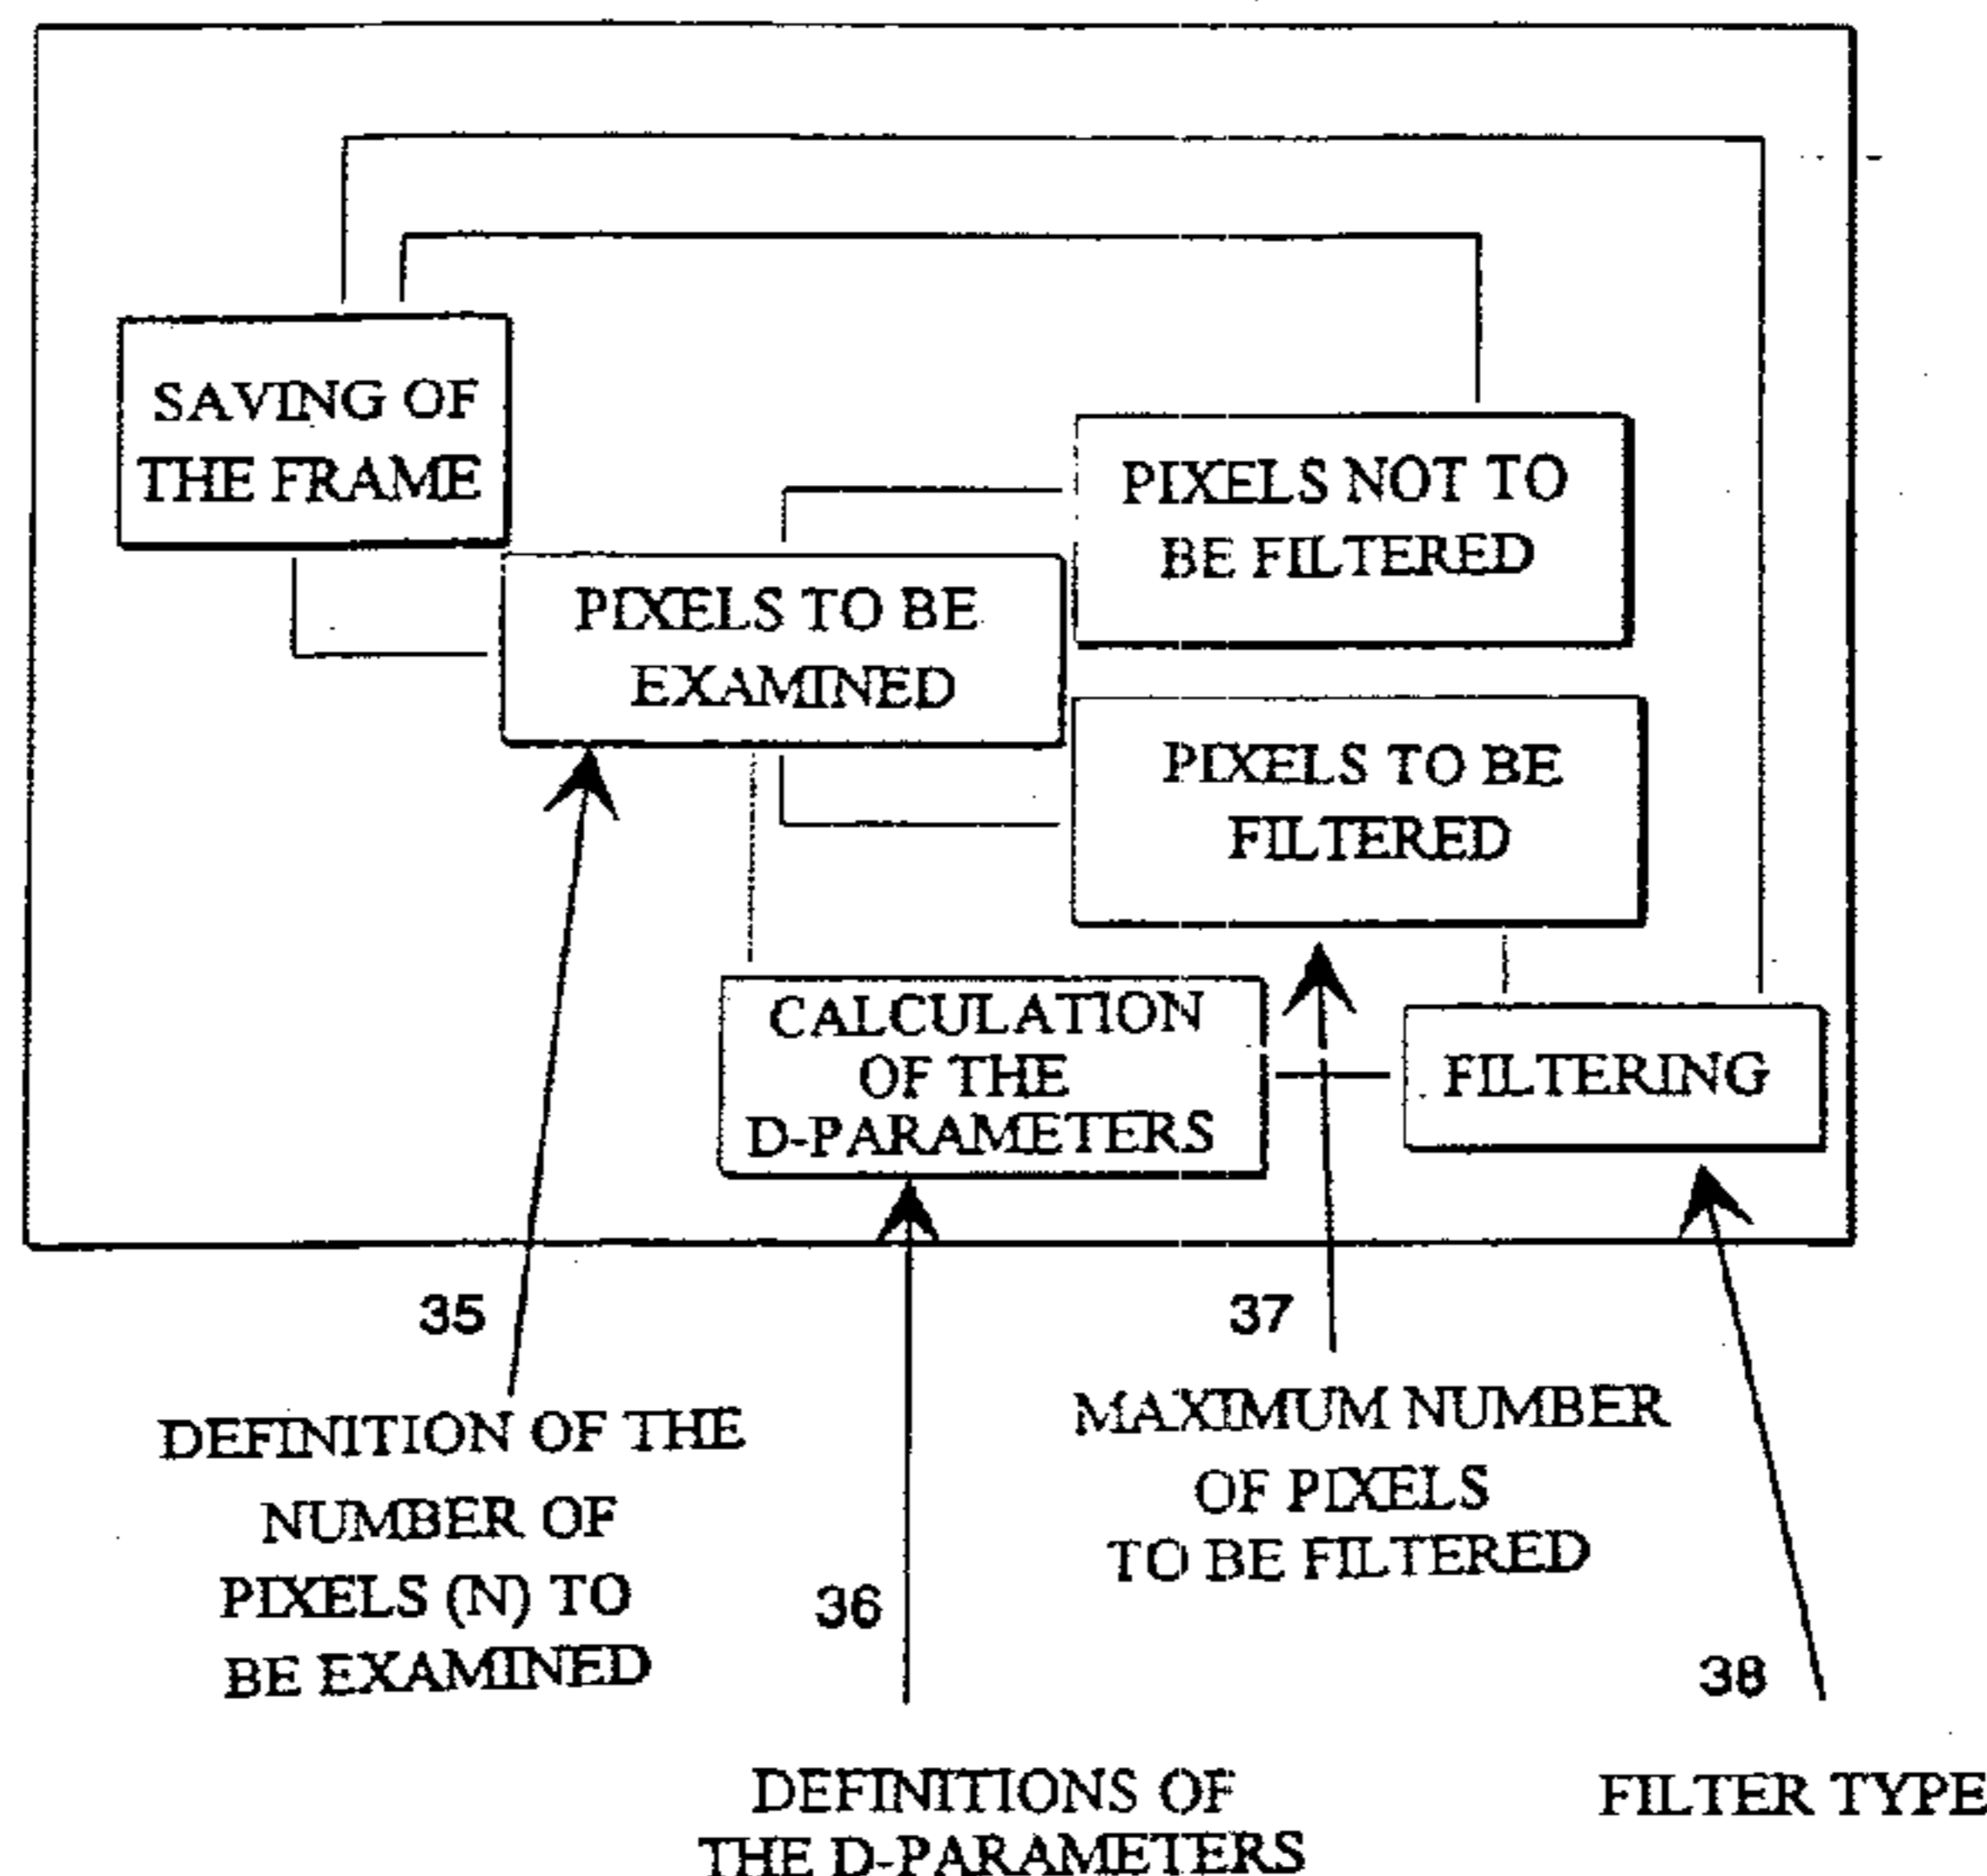 SAVING OF
THE FRAME
PIXELS NOT TO
BE FILTERED
PIXELS TO BE
EXAMINED
PIXELS TO BE
FILTERED
CALCULATION
OF THE
D-PARAMETERS
FILTERING
35
DEFINITION OF THE
NUMBER OF
PIXELS (N) TO
BE EXAMINED
36
DEFINITIONS OF
THE D-PARAMETERS
37
MAXIMUM NUMBER
OF PIXELS
TO BE FILTERED
38
FILTER TYPE